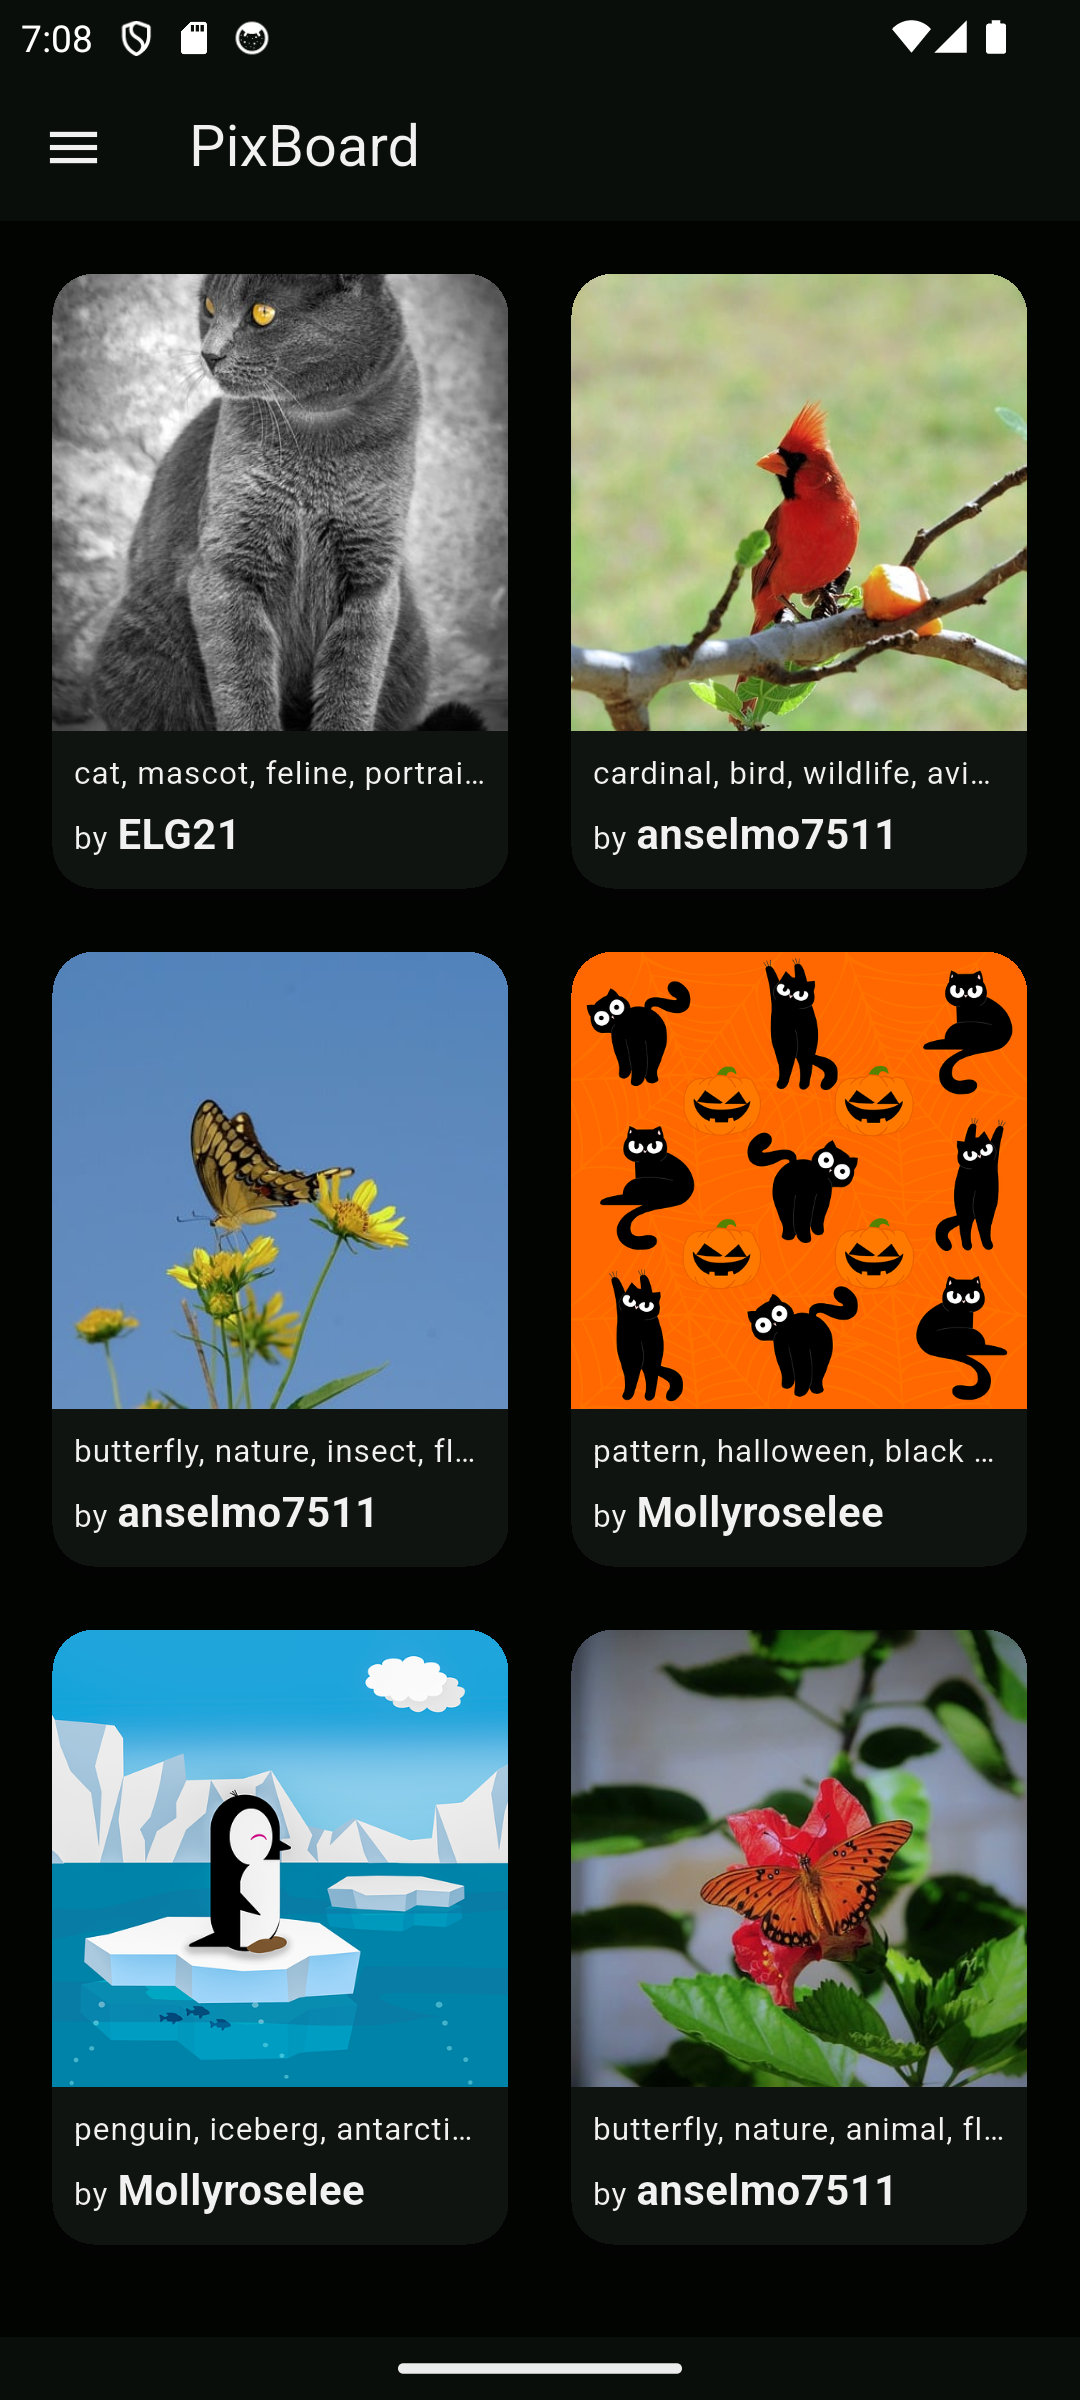 7:08
PixBoard
cat, mascot, feline, portrai...
by ELG21
cardinal, bird, wildlife, avi...
by anselmo7511
butterfly, nature, insect, fl...
by anselmo7511
pattern, halloween, black ...
by Mollyroselee
penguin, iceberg, antarcti...
by Mollyroselee
butterfly, nature, animal, fl...
by anselmo7511